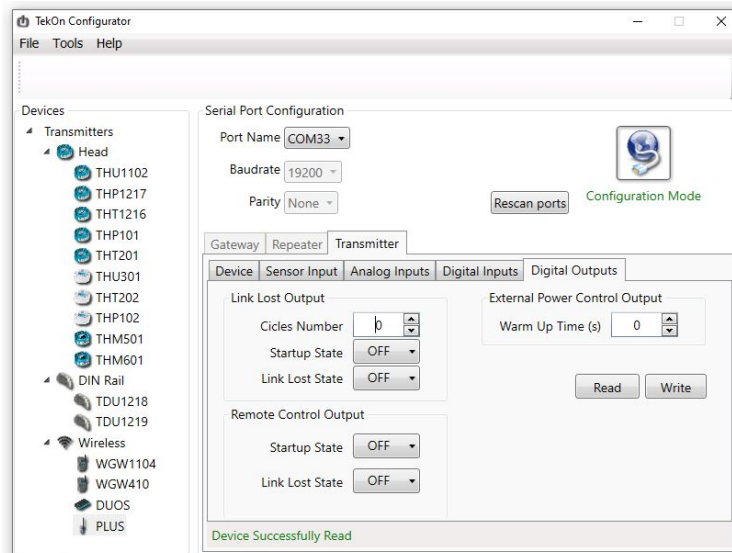 TekOn Configurator
File Tools Help
Devices
Transmitters
Head
THU1102
THP1217
THT1216
THP101
THT201
THU301
THT202
THP102
THM501
THM601
DIN Rail
TDU1218
TDU1219
Wireless
WGW1104
WGW410
DUOS
PLUS
Serial Port Configuration
Port Name COM33
Baudrate 19200
Parity None
Rescan ports
Configuration Mode
Gateway Repeater Transmitter
Device Sensor Input Analog Inputs Digital Inputs Digital Outputs
Link Lost Output
Cicles Number 0
Startup State OFF
Link Lost State OFF
Remote Control Output
Startup State OFF
Link Lost State OFF
External Power Control Output
Warm Up Time (s) 0
Read Write
Device Successfully Read